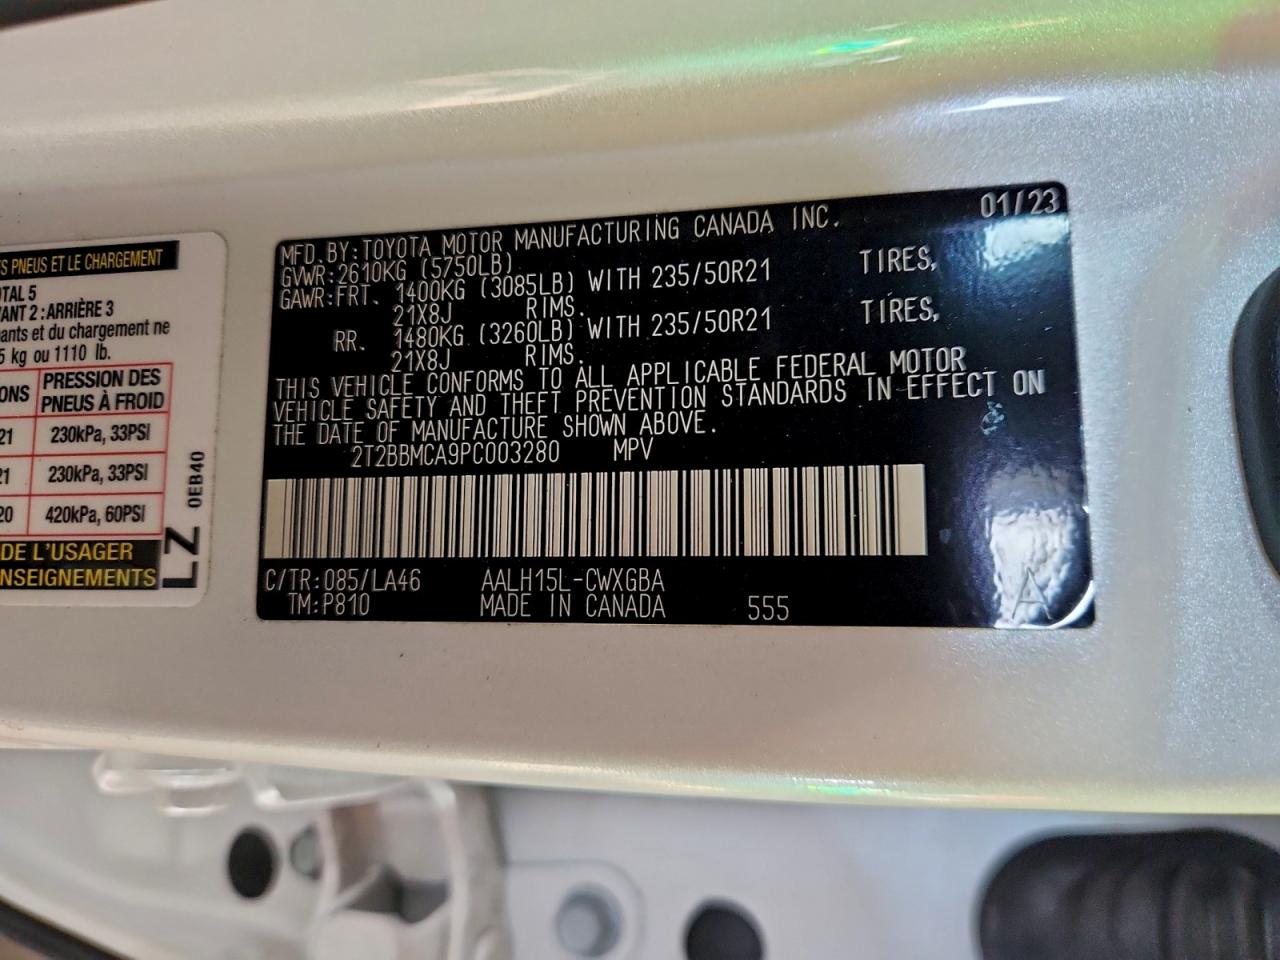 S PNEUS ET LE CHARGEMENT
OTAL 5
ANT 2 : ARRIÈRE 3
ants et du chargement ne
5 kg ou 1110 lb.
ONS PRESSION DES PNEUS À FROID
21 230kPa, 33PSI
21 230kPa, 33PSI
20 420kPa, 60PSI
DE L'USAGER
ENSEIGNEMENTS
LZ 0EB40
01/23
MFD. BY: TOYOTA MOTOR MANUFACTURING CANADA INC.
GVWR: 2610KG (5750LB)
GAWR: FRT. 1400KG (3085LB) WITH 235/50R21 TIRES,
21X8J RIMS.
RR. 1480KG (3260LB) WITH 235/50R21 TIRES,
21X8J RIMS.
THIS VEHICLE CONFORMS TO ALL APPLICABLE FEDERAL MOTOR
VEHICLE SAFETY AND THEFT PREVENTION STANDARDS IN EFFECT ON
THE DATE OF MANUFACTURE SHOWN ABOVE.
2T2BBMCA9PC003280 MPV
C/TR: 085/LA46 AALH15L-CWXGBA
TM: P810 MADE IN CANADA 555
A